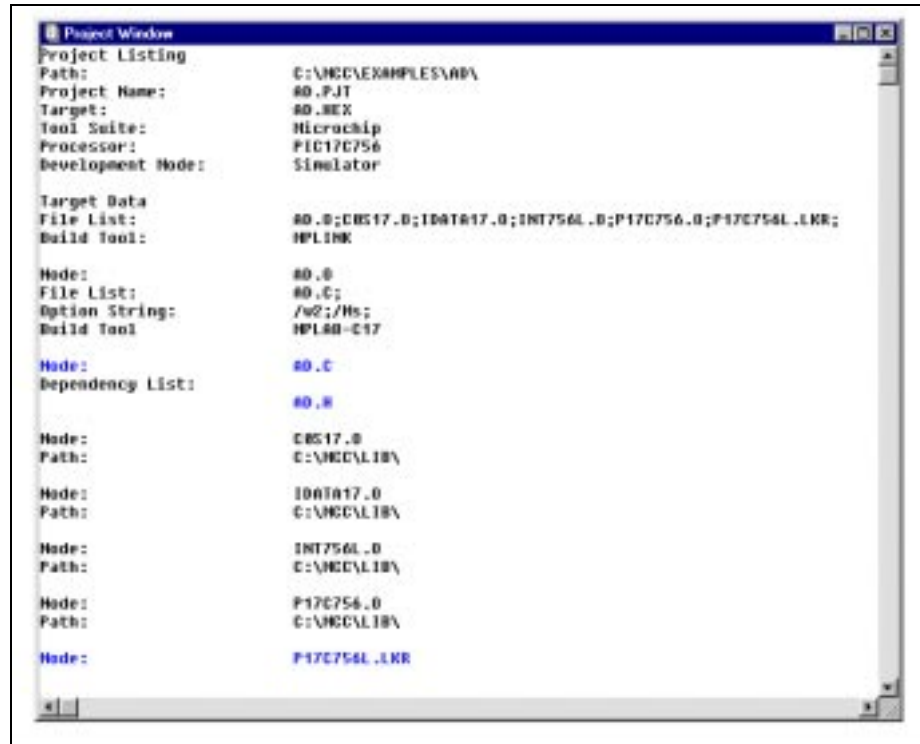 Project Window
Project Listing
Path: C:\MCC\EXAMPLES\AD\
Project Name: AD.PJT
Target: AD.HEX
Tool Suite: Microchip
Processor: PIC17C756
Development Mode: Simulator
Target Data
File List: AD.O;C0S17.O;IDATA17.O;INT756L.O;P17C756.O;P17C756L.LKR;
Build Tool: MPLINK
Node: AD.O
File List: AD.C;
Option String: /w2;/Ms;
Build Tool MPLAB-C17
Node: AD.C
Dependency List:
AD.H
Node: C0S17.O
Path: C:\MCC\LIB\
Node: IDATA17.O
Path: C:\MCC\LIB\
Node: INT756L.O
Path: C:\MCC\LIB\
Node: P17C756.O
Path: C:\MCC\LIB\
Node: P17C756L.LKR